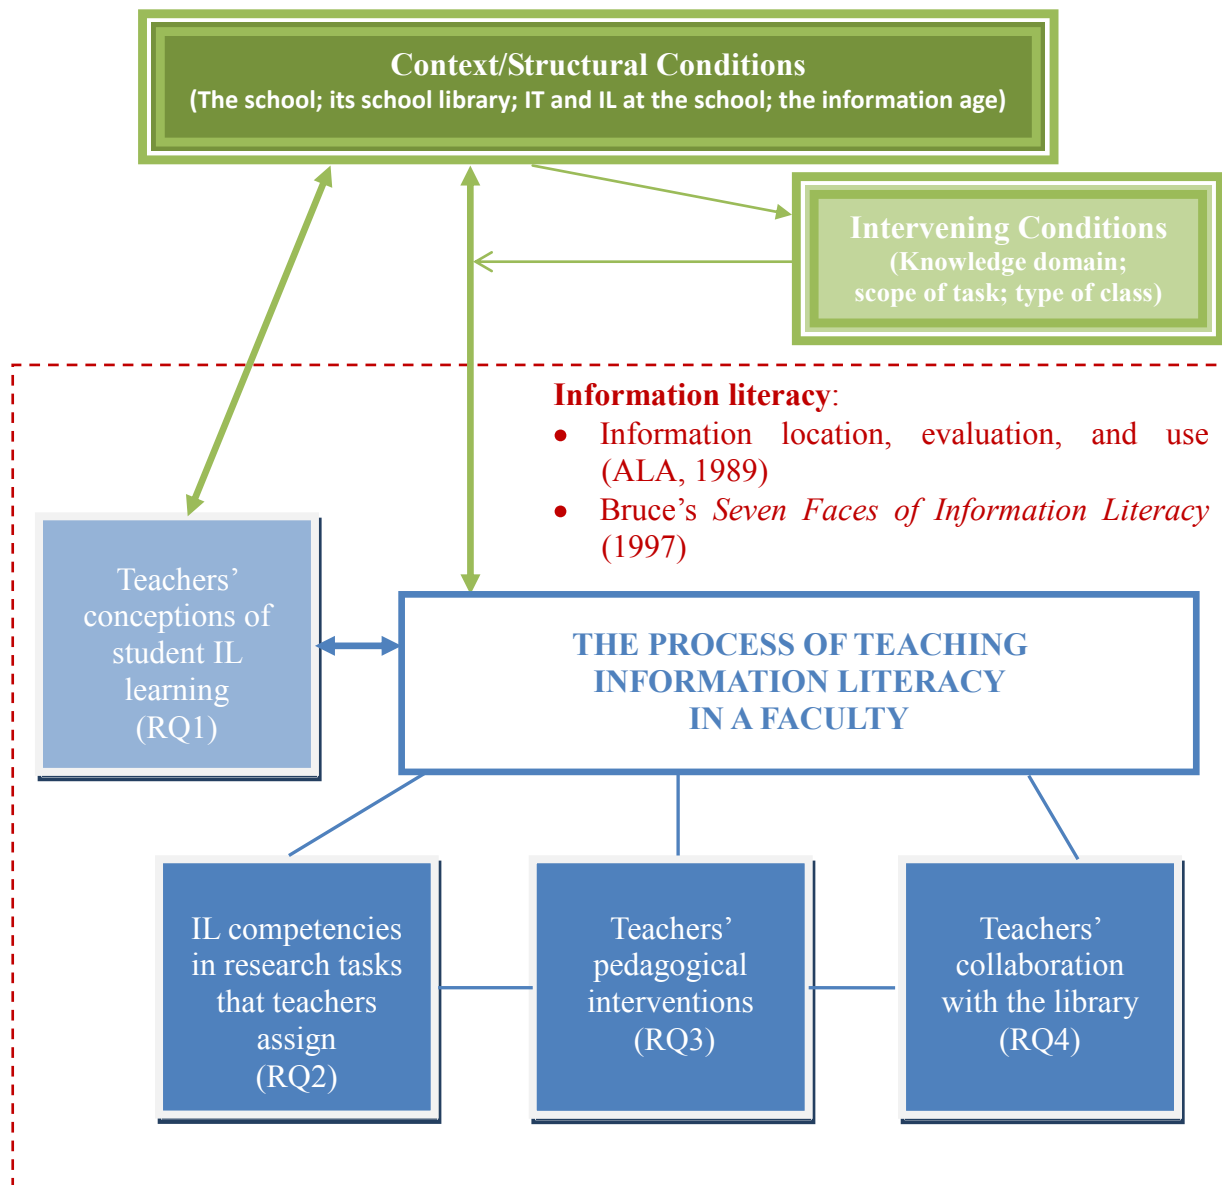 Context/Structural Conditions
(The school; its school library; IT and IL at the school; the information age)
Intervening Conditions
(Knowledge domain;
scope of task; type of class)
Information literacy:
• Information location, evaluation, and use
(ALA, 1989)
• Bruce’s Seven Faces of Information Literacy
(1997)
Teachers’
conceptions of
student IL
learning
(RQ1)
THE PROCESS OF TEACHING
INFORMATION LITERACY
IN A FACULTY
IL competencies
in research tasks
that teachers
assign
(RQ2)
Teachers’
pedagogical
interventions
(RQ3)
Teachers’
collaboration
with the library
(RQ4)